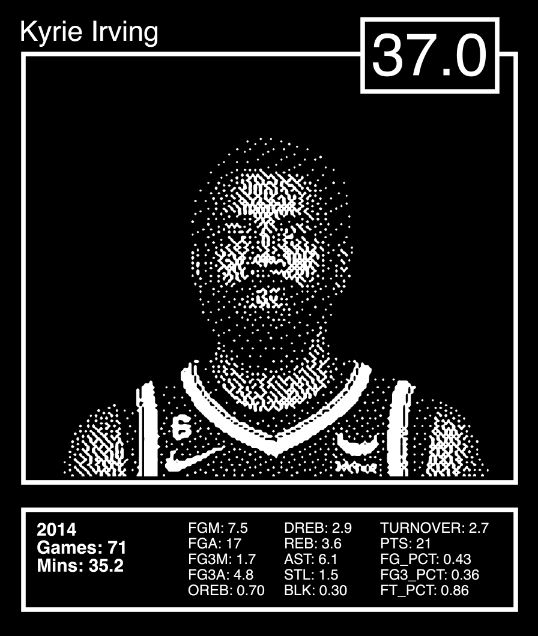 Kyrie Irving
37.0
6
2014
Games: 71
Mins: 35.2
FGM: 7.5
FGA: 17
FG3M: 1.7
FG3A: 4.8
OREB: 0.70
DREB: 2.9
REB: 3.6
AST: 6.1
STL: 1.5
BLK: 0.30
TURNOVER: 2.7
PTS: 21
FG_PCT: 0.43
FG3_PCT: 0.36
FT_PCT: 0.86